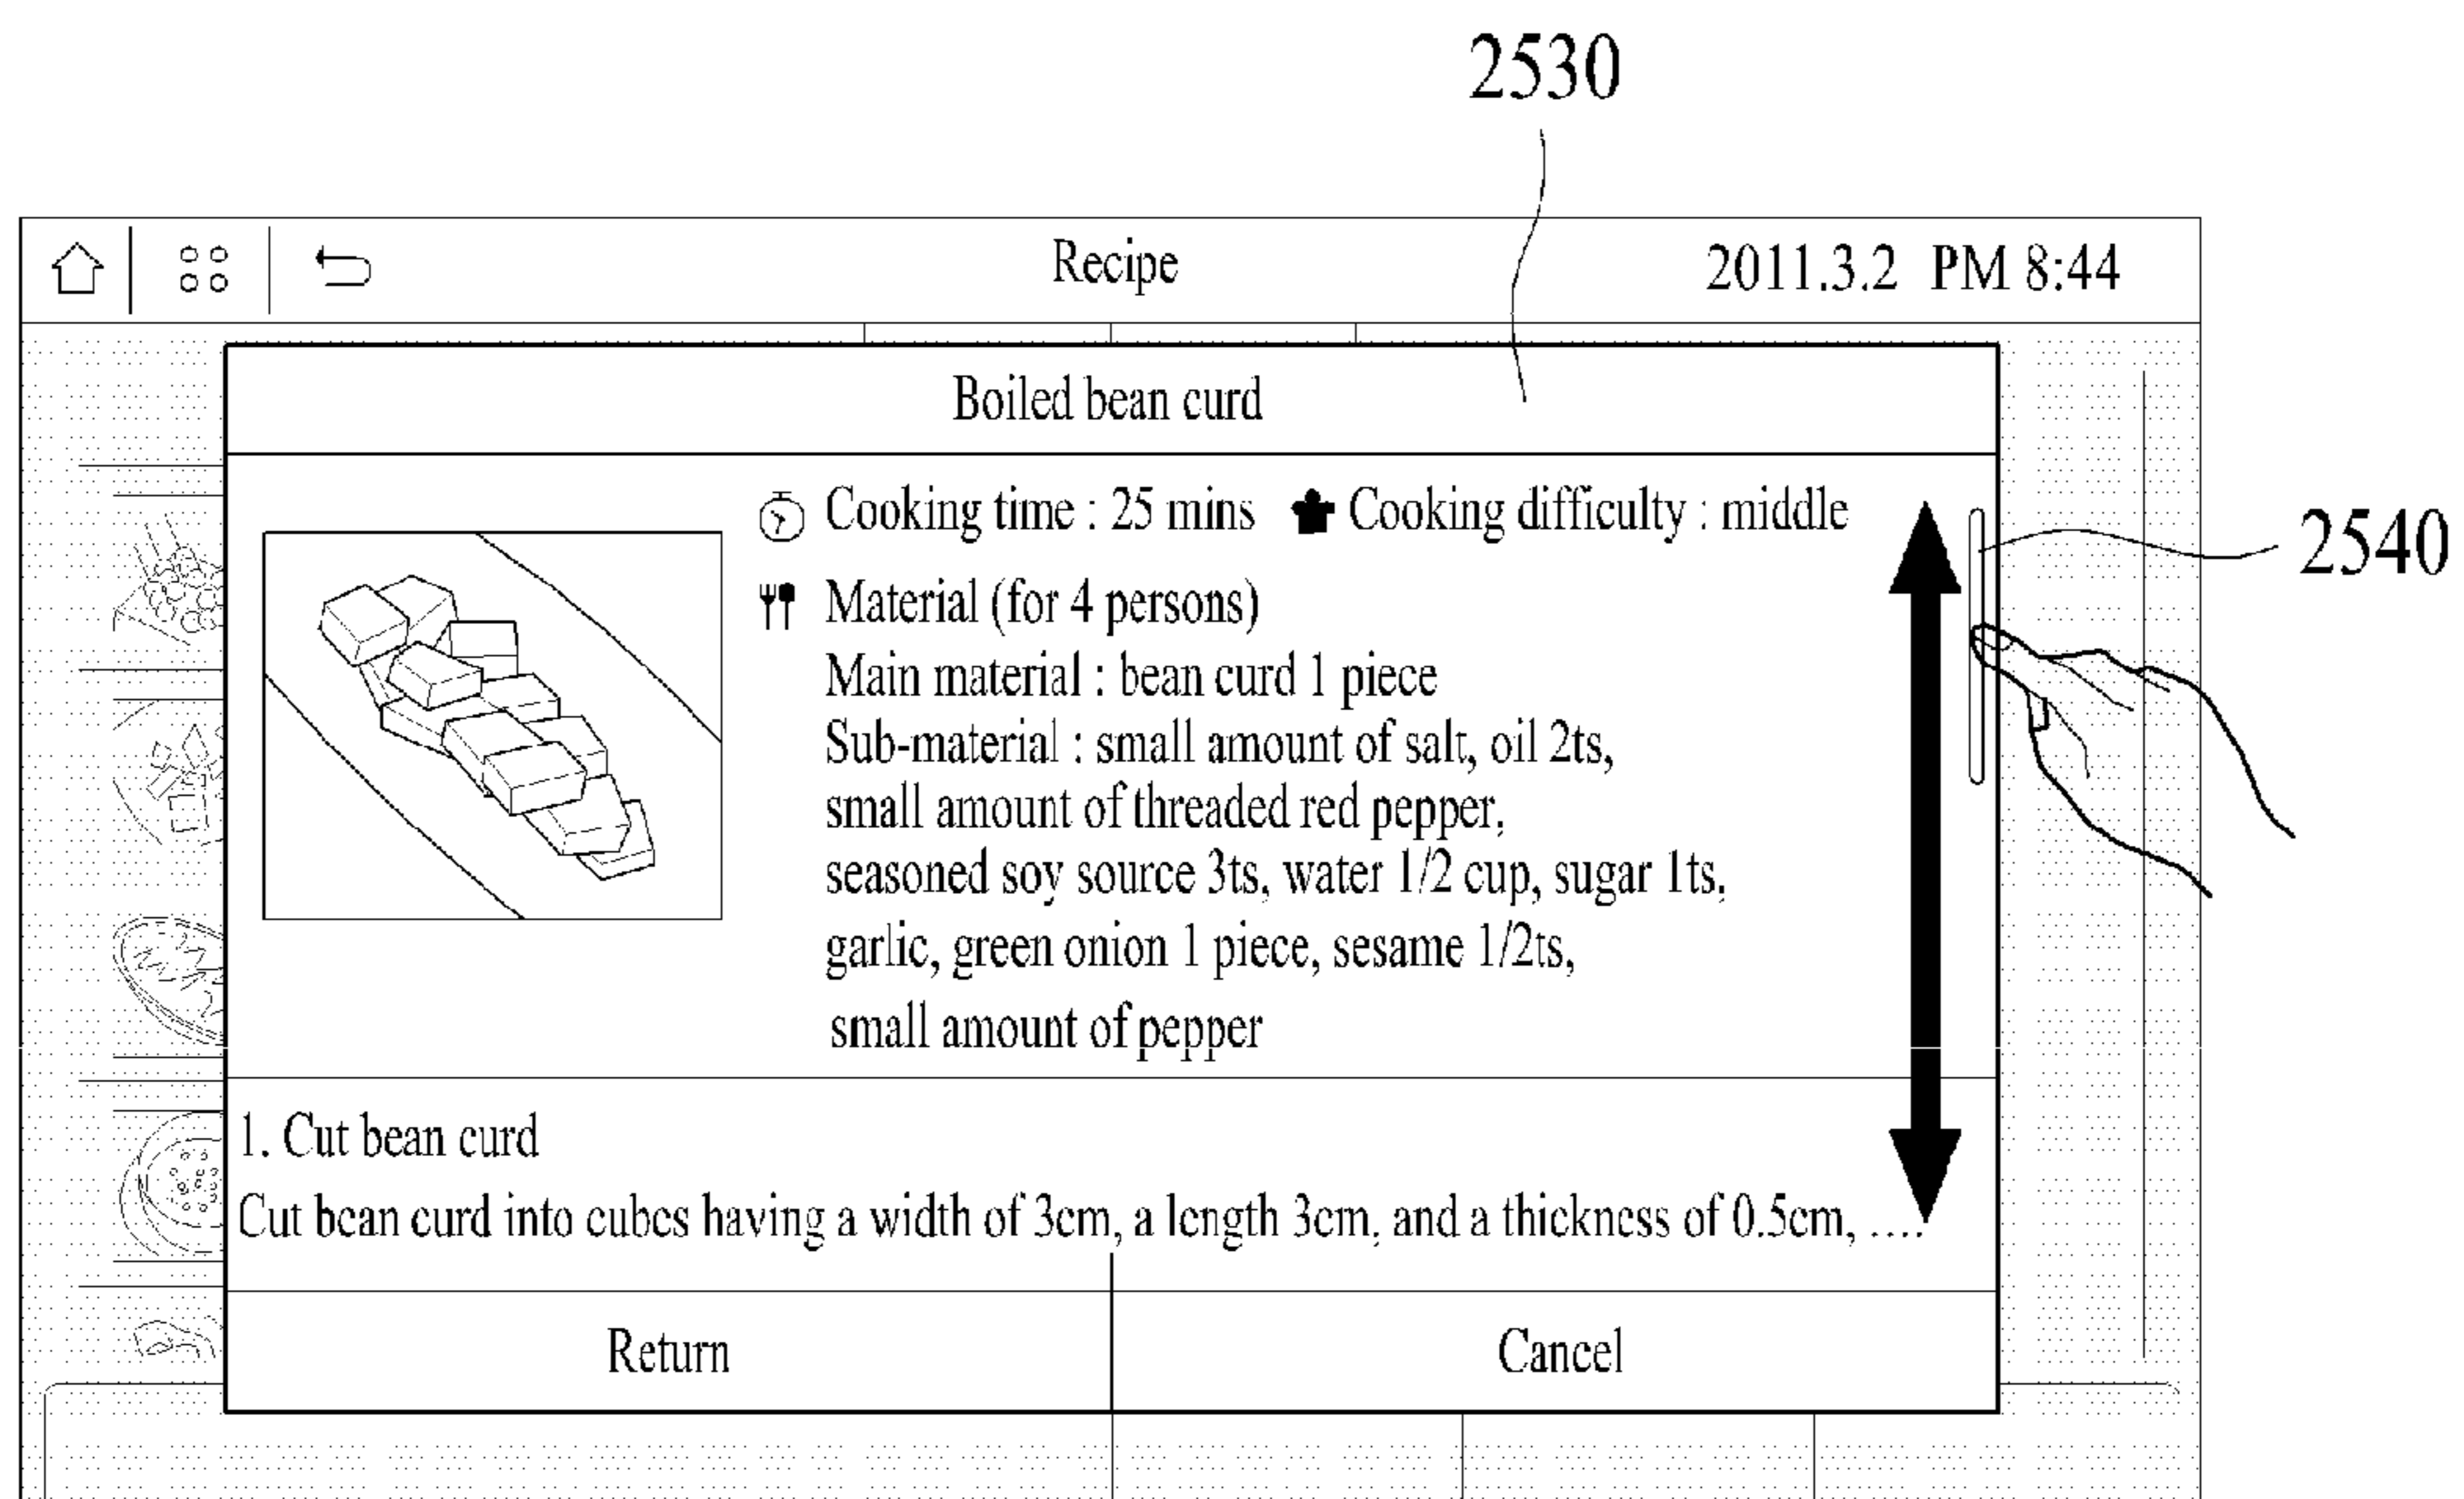 2530
Recipe
2011.3.2 PM 8:44
Boiled bean curd
Cooking time : 25 mins
Cooking difficulty : middle
2540
Material (for 4 persons)
Main material : bean curd 1 piece
Sub-material : small amount of salt, oil 2ts,
small amount of threaded red pepper,
seasoned soy source 3ts, water 1/2 cup, sugar 1ts,
garlic, green onion 1 piece, sesame 1/2ts,
small amount of pepper
1. Cut bean curd
Cut bean curd into cubes having a width of 3cm, a length 3cm, and a thickness of 0.5cm, ....
Return
Cancel